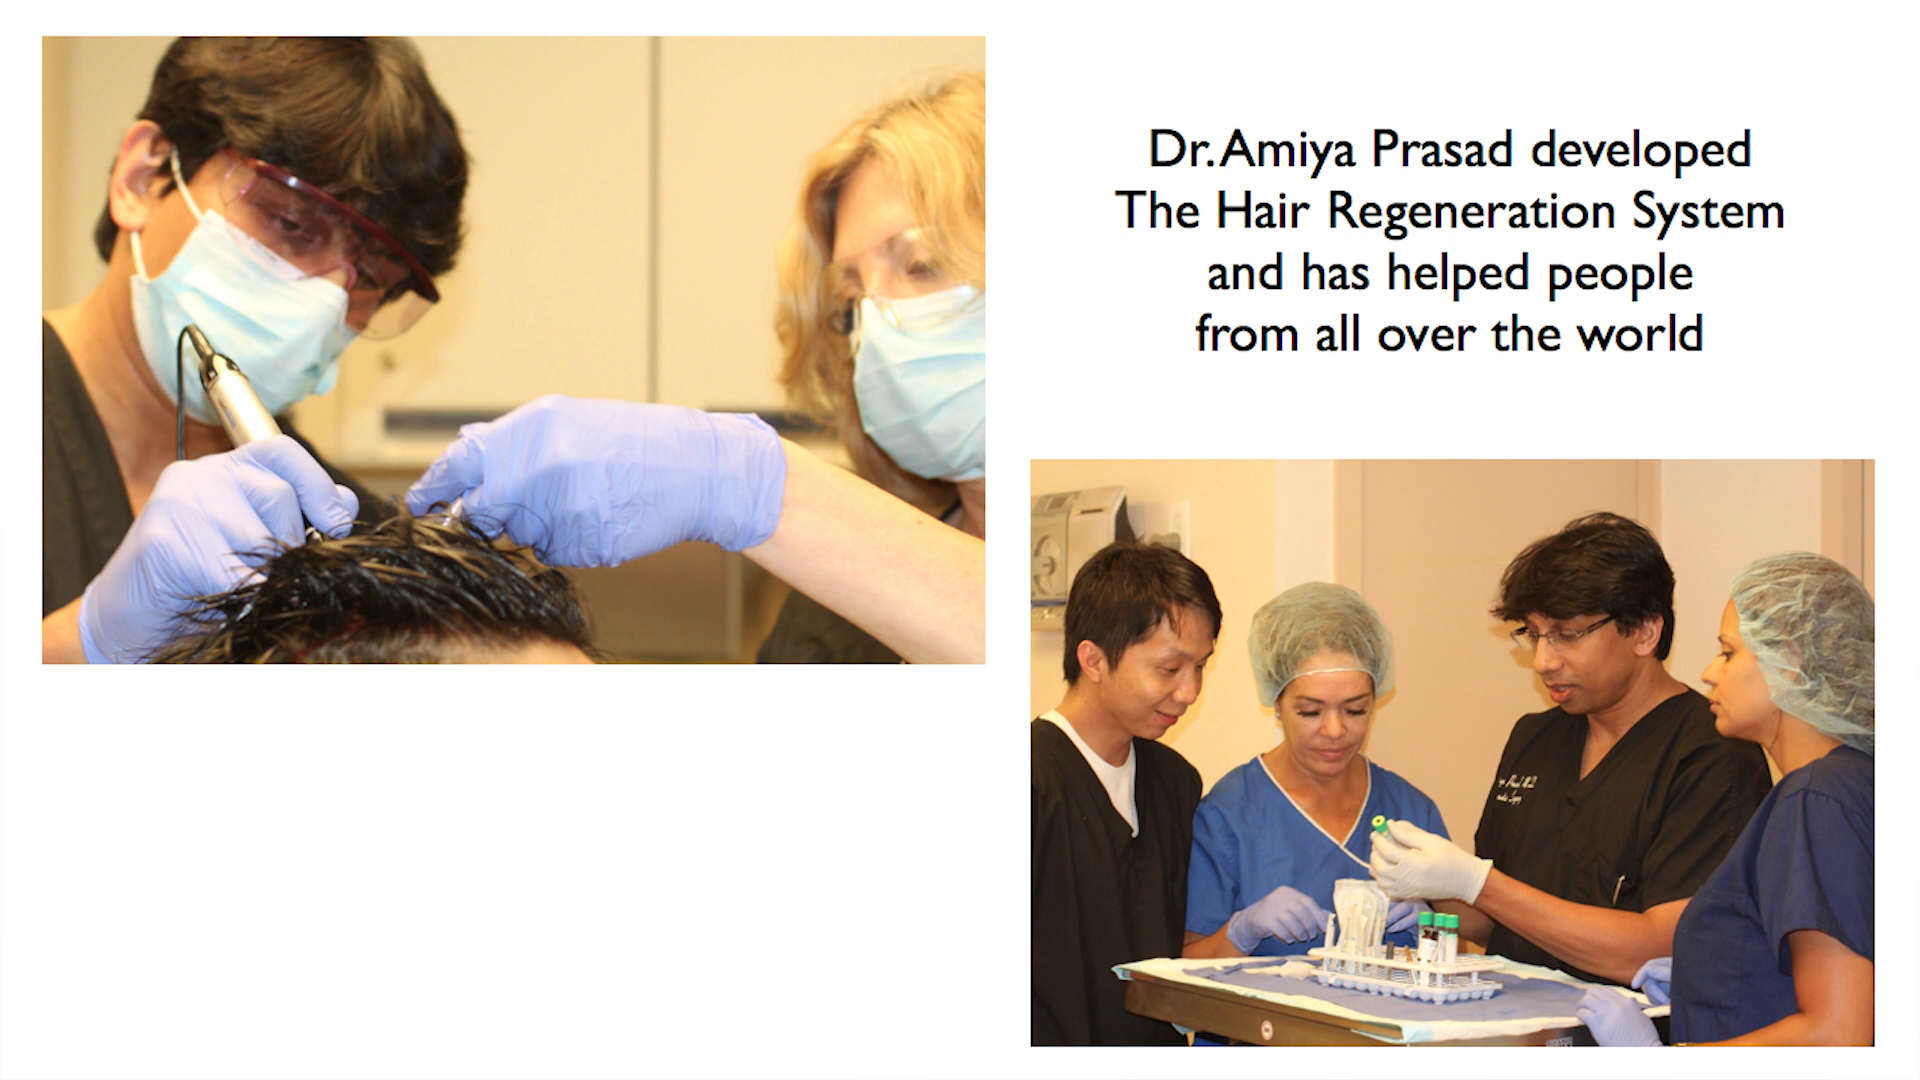 Dr. Amiya Prasad developed
The Hair Regeneration System
and has helped people
from all over the world